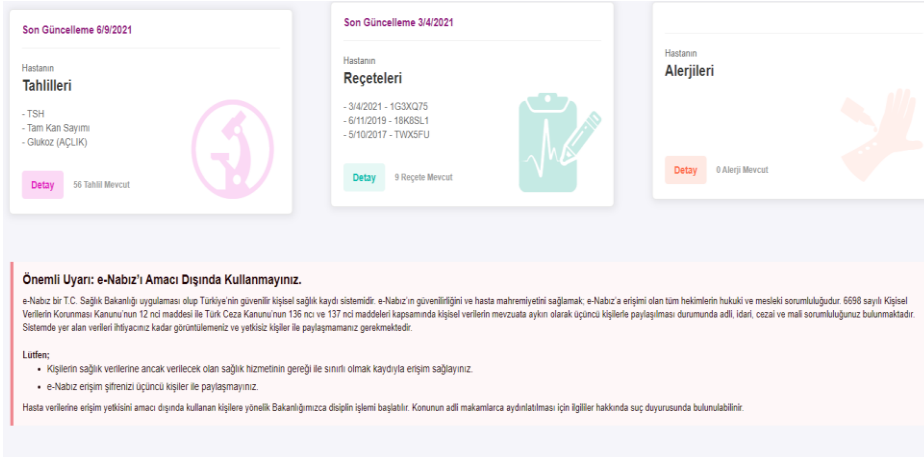 Son Güncelleme 6/9/2021
Hastanın
Tahlilleri
- TSH
- Tam Kan Sayımı
- Glukoz (AÇLIK)
Detay 56 Tahlil Mevcut
Son Güncelleme 3/4/2021
Hastanın
Reçeteleri
- 3/4/2021 - 1G3XQ75
- 6/11/2019 - 18K8SL1
- 5/10/2017 - TWX5FU
Detay 9 Reçete Mevcut
Hastanın
Alerjileri
Detay 0 Alerji Mevcut
Önemli Uyarı: e-Nabız'ı Amacı Dışında Kullanmayınız.
e-Nabız bir T.C. Sağlık Bakanlığı uygulaması olup Türkiye'nin güvenilir kişisel sağlık kaydı sistemidir. e-Nabız'ın güvenilirliğini ve hasta mahremiyetini sağlamak; e-Nabız'a erişimi olan tüm hekimlerin hukuki ve mesleki sorumluluğudur. 6698 sayılı Kişisel
Verilerin Korunması Kanunu'nun 12 nci maddesi ile Türk Ceza Kanunu'nun 136 ncı ve 137 nci maddeleri kapsamında kişisel verilerin mevzuata aykırı olarak üçüncü kişilerle paylaşılması durumunda adli, idari, cezai ve mali sorumluluğunuz bulunmaktadır.
Sistemde yer alan verileri ihtiyacınız kadar görüntülemeniz ve yetkisiz kişiler ile paylaşmamanız gerekmektedir.
Lütfen;
• Kişilerin sağlık verilerine ancak verilecek olan sağlık hizmetinin gereği ile sınırlı olmak kaydıyla erişim sağlayınız.
• e-Nabız erişim şifrenizi üçüncü kişiler ile paylaşmayınız.
Hasta verilerine erişim yetkisini amacı dışında kullanan kişilere yönelik Bakanlığımızca disiplin işlemi başlatılır. Konunun adli makamlarca aydınlatılması için ilgililer hakkında suç duyurusunda bulunulabilinir.